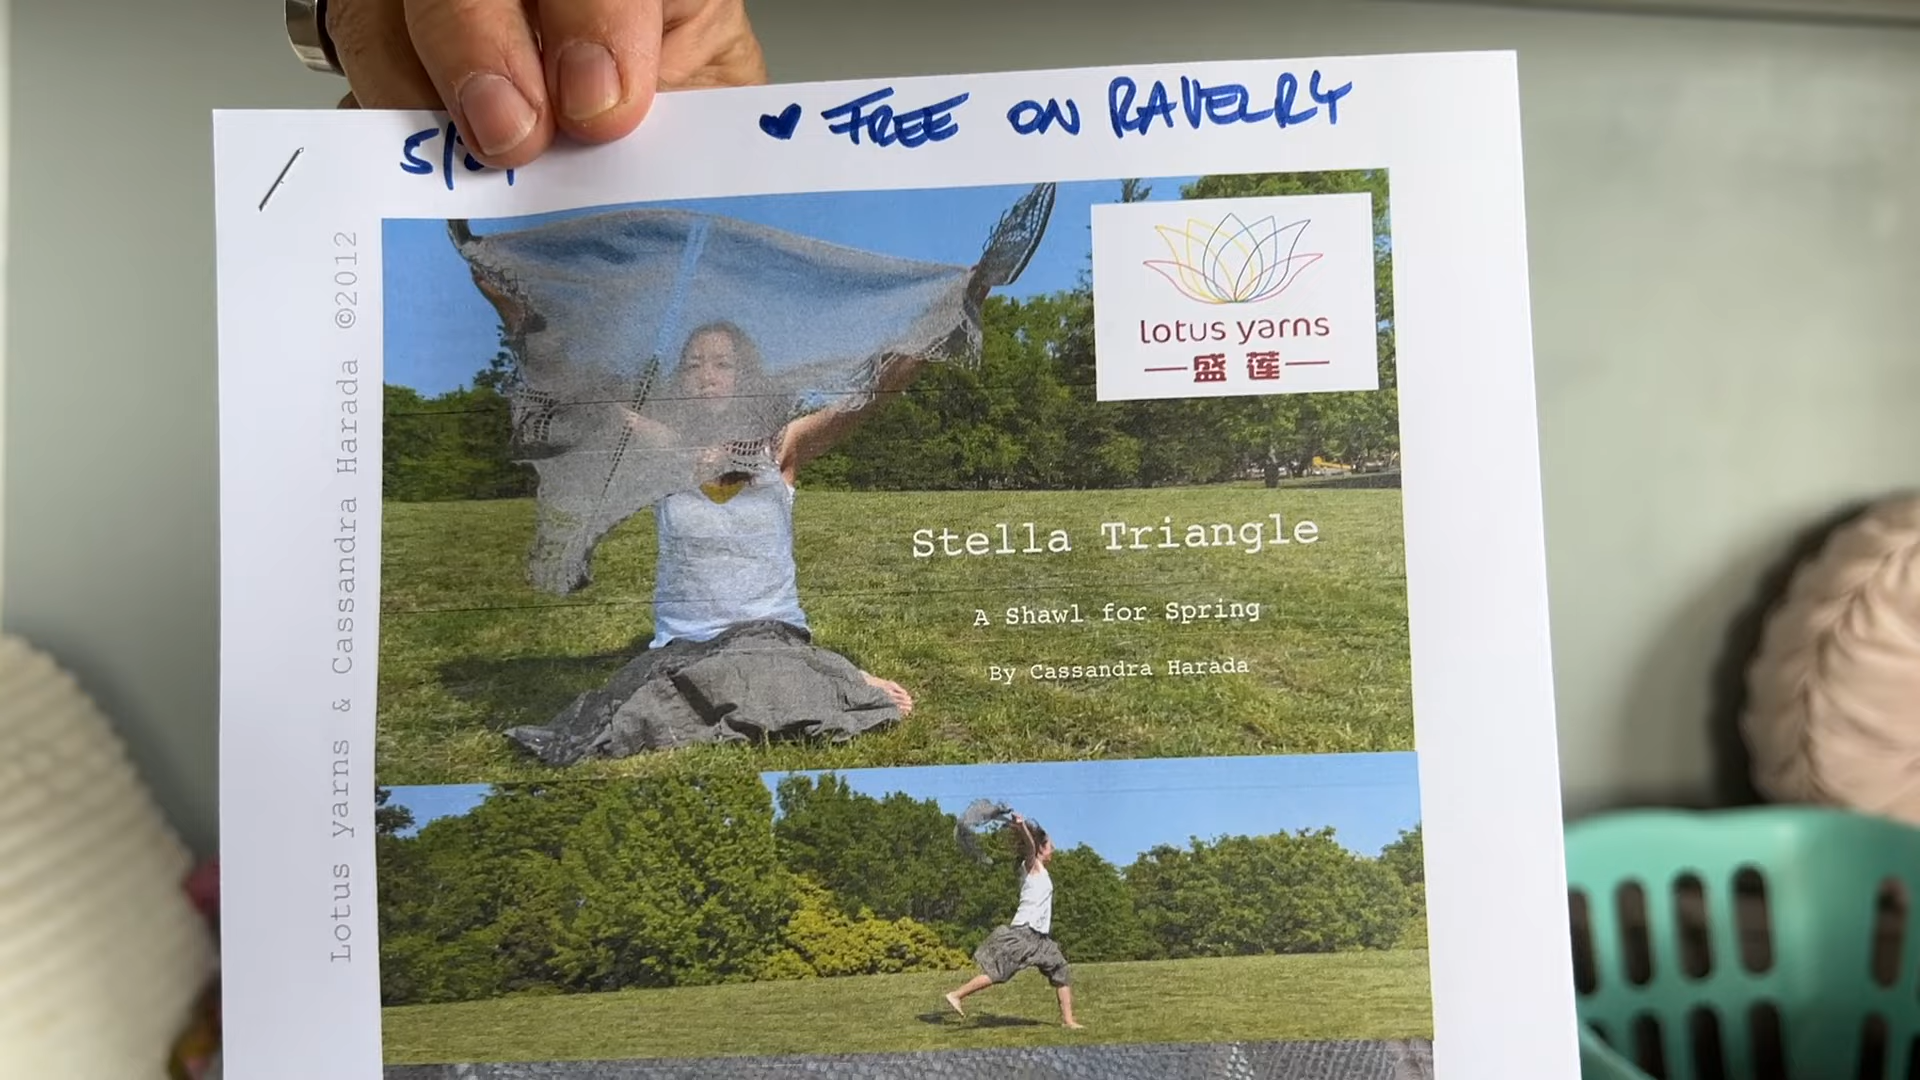 ♥ FREE ON RAVELRY
5/
lotus yarns
盛 莲
Stella Triangle
A Shawl for Spring
By Cassandra Harada
Lotus yarns & Cassandra Harada ©2012